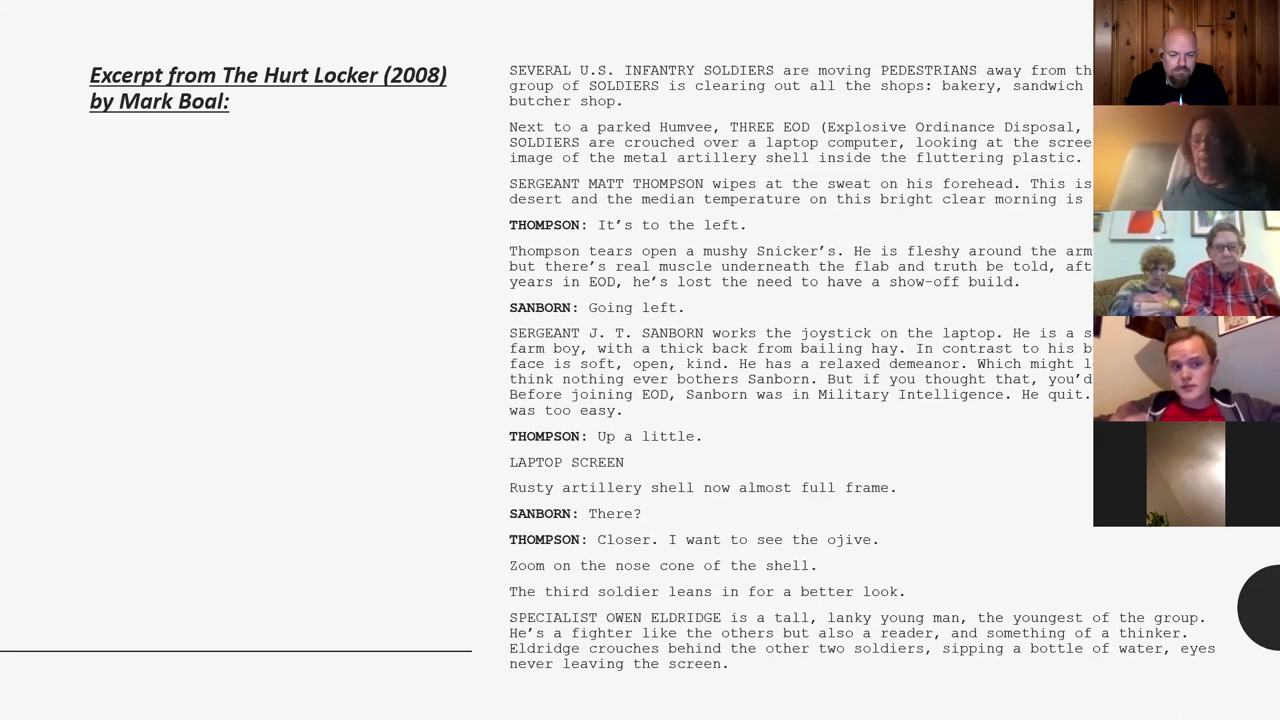 Excerpt from The Hurt Locker (2008)
by Mark Boal:
SEVERAL U.S. INFANTRY SOLDIERS are moving PEDESTRIANS away from
group of SOLDIERS is clearing out all the shops: bakery, sandwich
butcher shop.
Next to a parked Humvee, THREE EOD (Explosive Ordinance Disposal,
SOLDIERS are crouched over a laptop computer, looking at the
image of the metal artillery shell inside the fluttering plastic.
SERGEANT MATT THOMPSON wipes at the sweat on his forehead. This is
desert and the median temperature on this bright clear morning is
THOMPSON: It’s to the left.
Thompson tears open a mushy Snicker’s. He is fleshy around the
but there’s real muscle underneath the flab and truth be told,
years in EOD, he’s lost the need to have a show-off build.
SANBORN: Going left.
SERGEANT J. T. SANBORN works the joystick on the laptop. He is a
farm boy, with a thick back from bailing hay. In contrast to his
face is soft, open, kind. He has a relaxed demeanor. Which might
think nothing ever bothers Sanborn. But if you thought that, you’d
Before joining EOD, Sanborn was in Military Intelligence. He quit.
was too easy.
THOMPSON: Up a little.
LAPTOP SCREEN
Rusty artillery shell now almost full frame.
SANBORN: There?
THOMPSON: Closer. I want to see the ojive.
Zoom on the nose cone of the shell.
The third soldier leans in for a better look.
SPECIALIST OWEN ELDRIDGE is a tall, lanky young man, the youngest of the group.
He’s a fighter like the others but also a reader, and something of a thinker.
Eldridge crouches behind the other two soldiers, sipping a bottle of water, eyes
never leaving the screen.